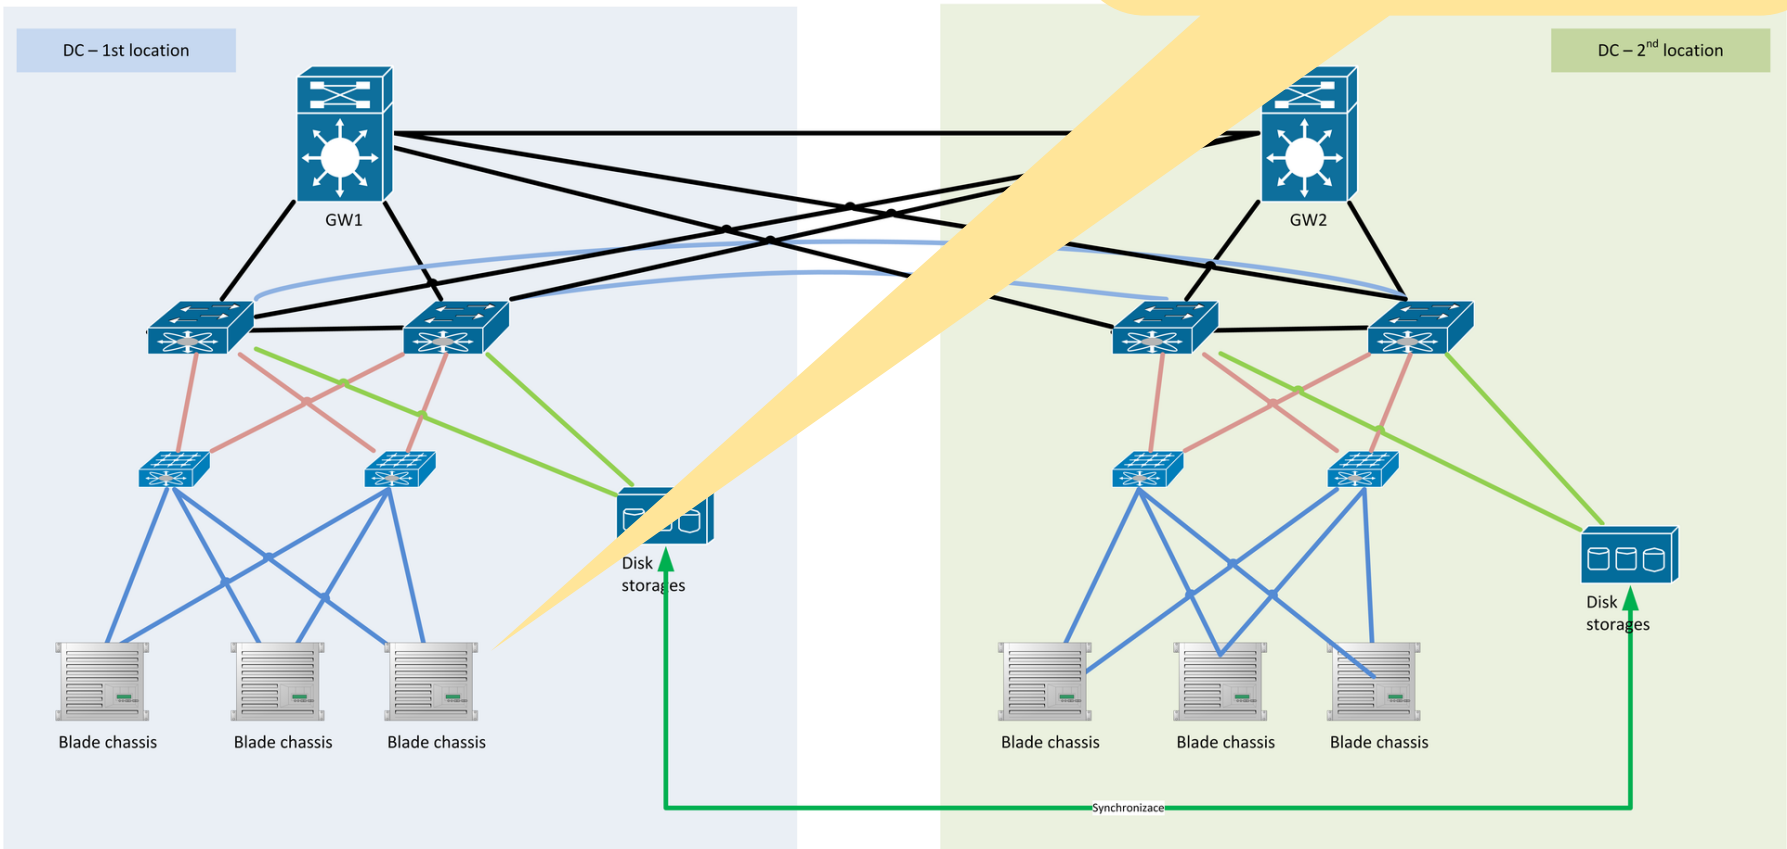 DC – 1st location
DC – 2nd location
GW1
GW2
Disk
storages
Disk
storages
Blade chassis
Blade chassis
Blade chassis
Blade chassis
Blade chassis
Blade chassis
Synchronizace